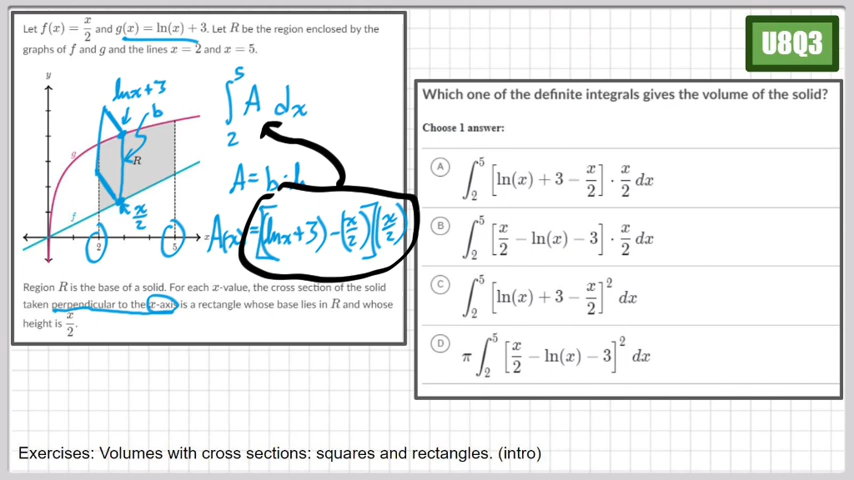 Let f(x) = x/2 and g(x) = ln(x) + 3. Let R be the region enclosed by the
graphs of f and g and the lines x = 2 and x = 5.
U8Q3
y
lnx+3
b
g
R
f
x/2
2
5
x
∫₂⁵ A dx
A = b·h
A(x) = [(lnx+3) − (x/2)](x/2)
Region R is the base of a solid. For each x-value, the cross section of the solid
taken perpendicular to the x-axis is a rectangle whose base lies in R and whose
height is x/2.
Which one of the definite integrals gives the volume of the solid?
Choose 1 answer:
A ∫₂⁵ [ln(x) + 3 − x/2] · x/2 dx
B ∫₂⁵ [x/2 − ln(x) − 3] · x/2 dx
C ∫₂⁵ [ln(x) + 3 − x/2]² dx
D π ∫₂⁵ [x/2 − ln(x) − 3]² dx
Exercises: Volumes with cross sections: squares and rectangles. (intro)